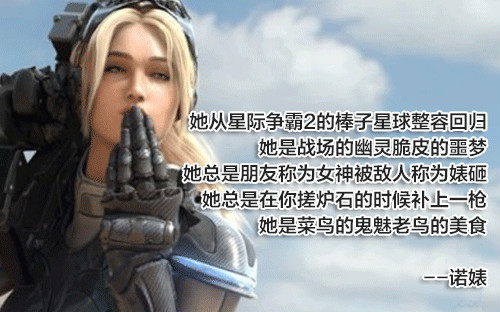 她从星际争霸2的棒子星球整容回归
她是战场的幽灵脆皮的噩梦
她总是朋友称为女神被敌人称为婊砸
她总是在你搓炉石的时候补上一枪
她是菜鸟的鬼魅老鸟的美食
--诺婊